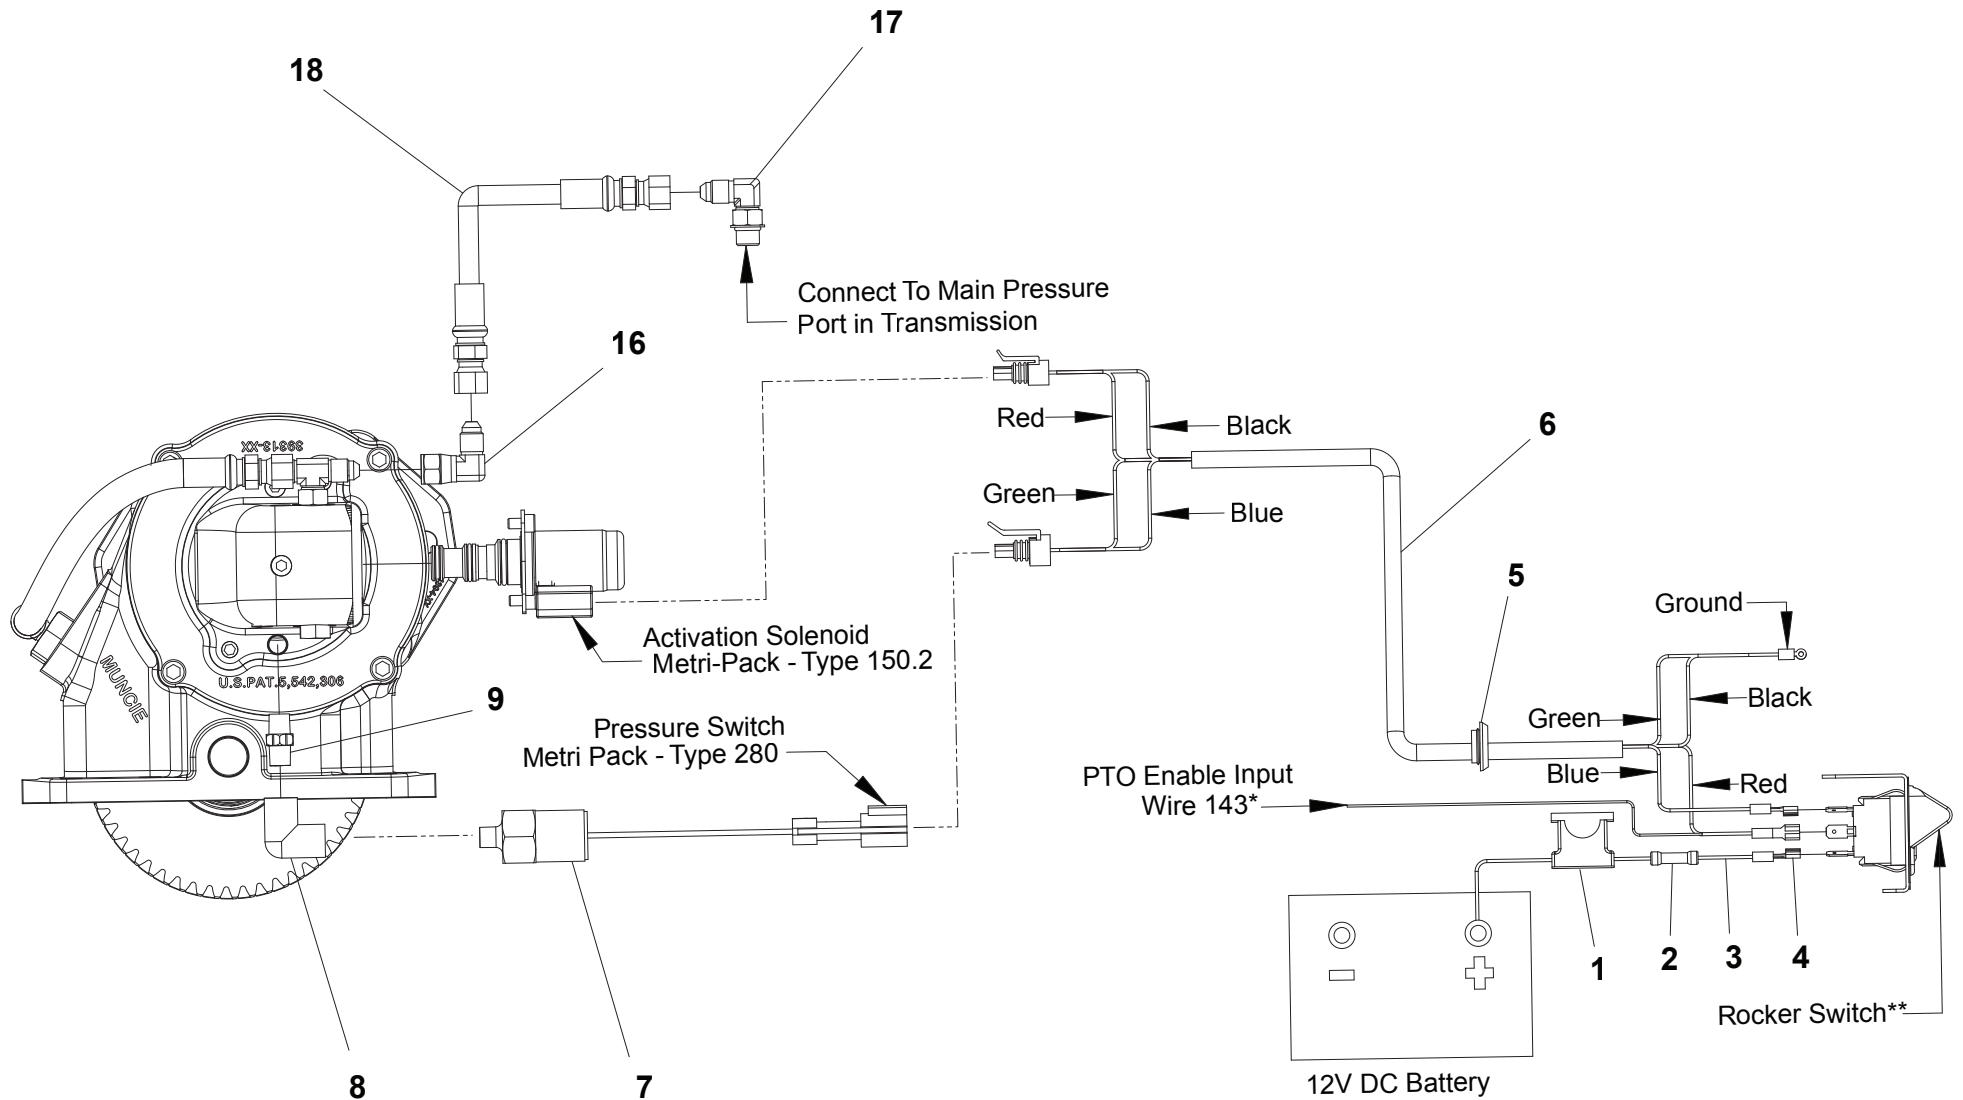 17
18
Connect To Main Pressure
Port in Transmission
16
Red
Black
6
39313-XX
Green
Blue
5
Ground
Activation Solenoid
Metri-Pack - Type 150.2
MUNCIE
U.S.PAT.5,542,306
9
Black
Green
Pressure Switch
Metri Pack - Type 280
PTO Enable Input
Wire 143*
Blue
Red
1
2
3
4
Rocker Switch**
8
7
12V DC Battery